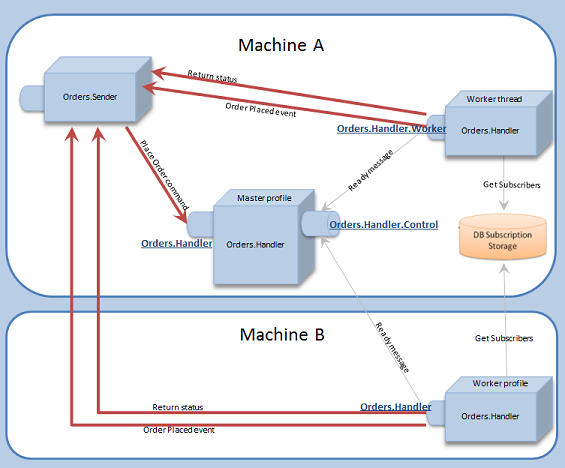 Machine A
Return status
Order Placed event
Orders.Sender
Worker thread
Orders.Handler.Worker
Orders.Handler
Place Order command
Ready message
Get Subscribers
Master profile
Orders.Handler
Orders.Handler.Control
Orders.Handler
DB Subscription
Storage
Machine B
Ready message
Get Subscribers
Worker profile
Orders.Handler
Return status
Orders.Handler
Order Placed event